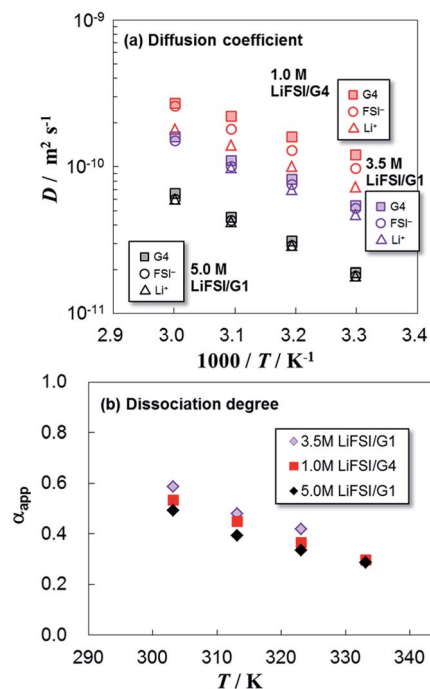 (a) Diffusion coefficient
10⁻⁹
1.0 M
LiFSI/G4
G4
FSI⁻
Li⁺
D / m² s⁻¹
10⁻¹⁰
3.5 M
LiFSI/G1
G4
FSI⁻
Li⁺
G4
FSI⁻
Li⁺
5.0 M
LiFSI/G1
10⁻¹¹
2.9 3.0 3.1 3.2 3.3 3.4
1000 / T / K⁻¹
(b) Dissociation degree
1.0
0.8
0.6
0.4
0.2
0
αapp
3.5M LiFSI/G1
1.0M LiFSI/G4
5.0M LiFSI/G1
290 300 310 320 330 340
T / K